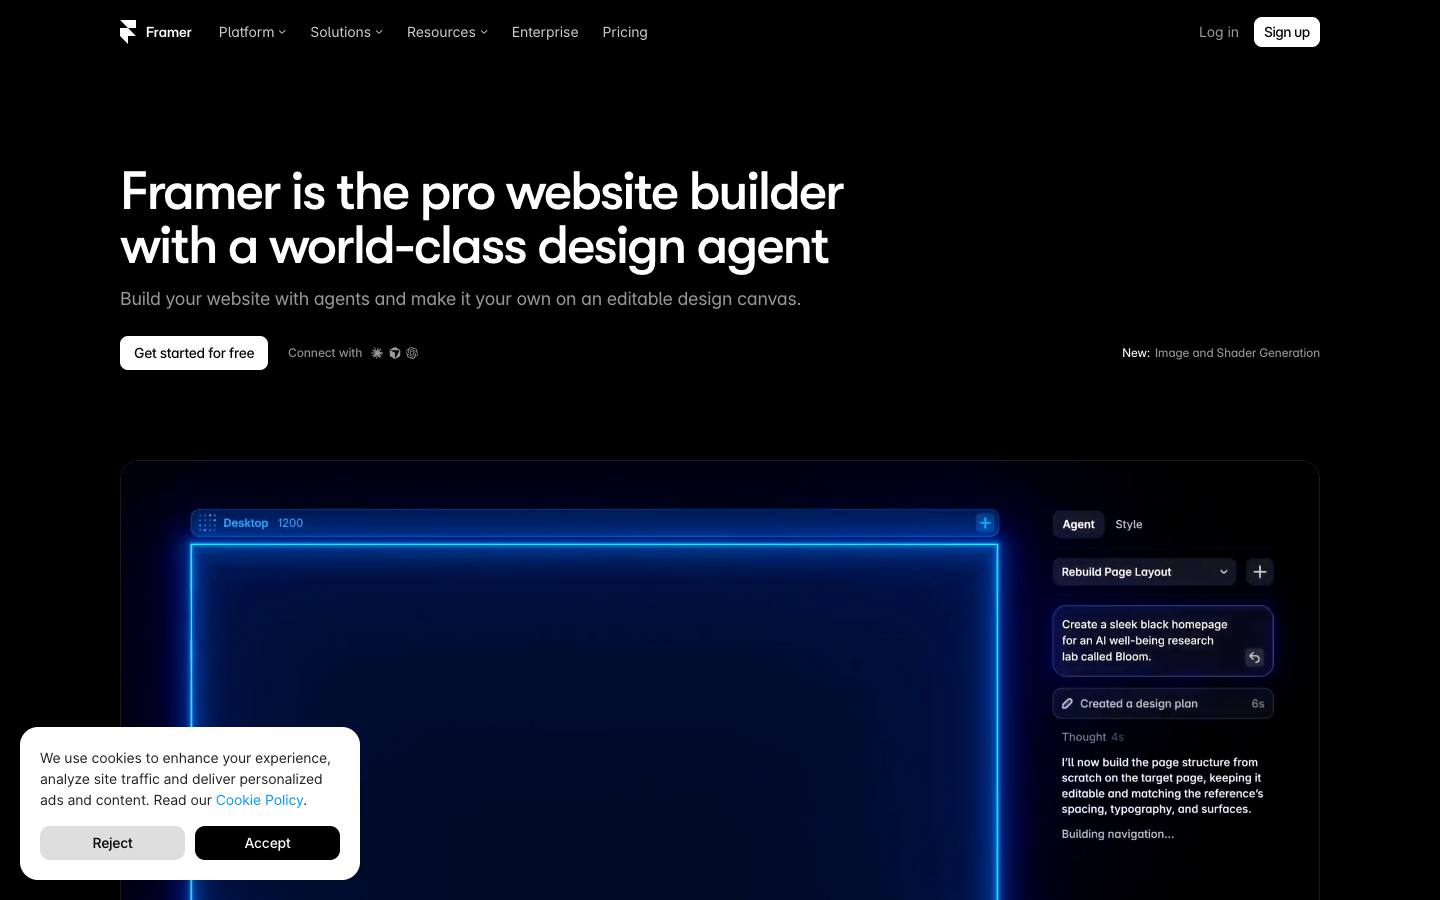 Framer
Platform
Solutions
Resources
Enterprise
Pricing
Log in
Sign up
Framer is the pro website builder
with a world-class design agent
Build your website with agents and make it your own on an editable design canvas.
Get started for free
Connect with
New: Image and Shader Generation
Desktop 1200
Agent
Style
Rebuild Page Layout
Create a sleek black homepage
for an AI well-being research
lab called Bloom.
Created a design plan 6s
Thought 4s
I'll now build the page structure from
scratch on the target page, keeping it
editable and matching the reference's
spacing, typography, and surfaces.
Building navigation...
We use cookies to enhance your experience,
analyze site traffic and deliver personalized
ads and content. Read our Cookie Policy.
Reject
Accept